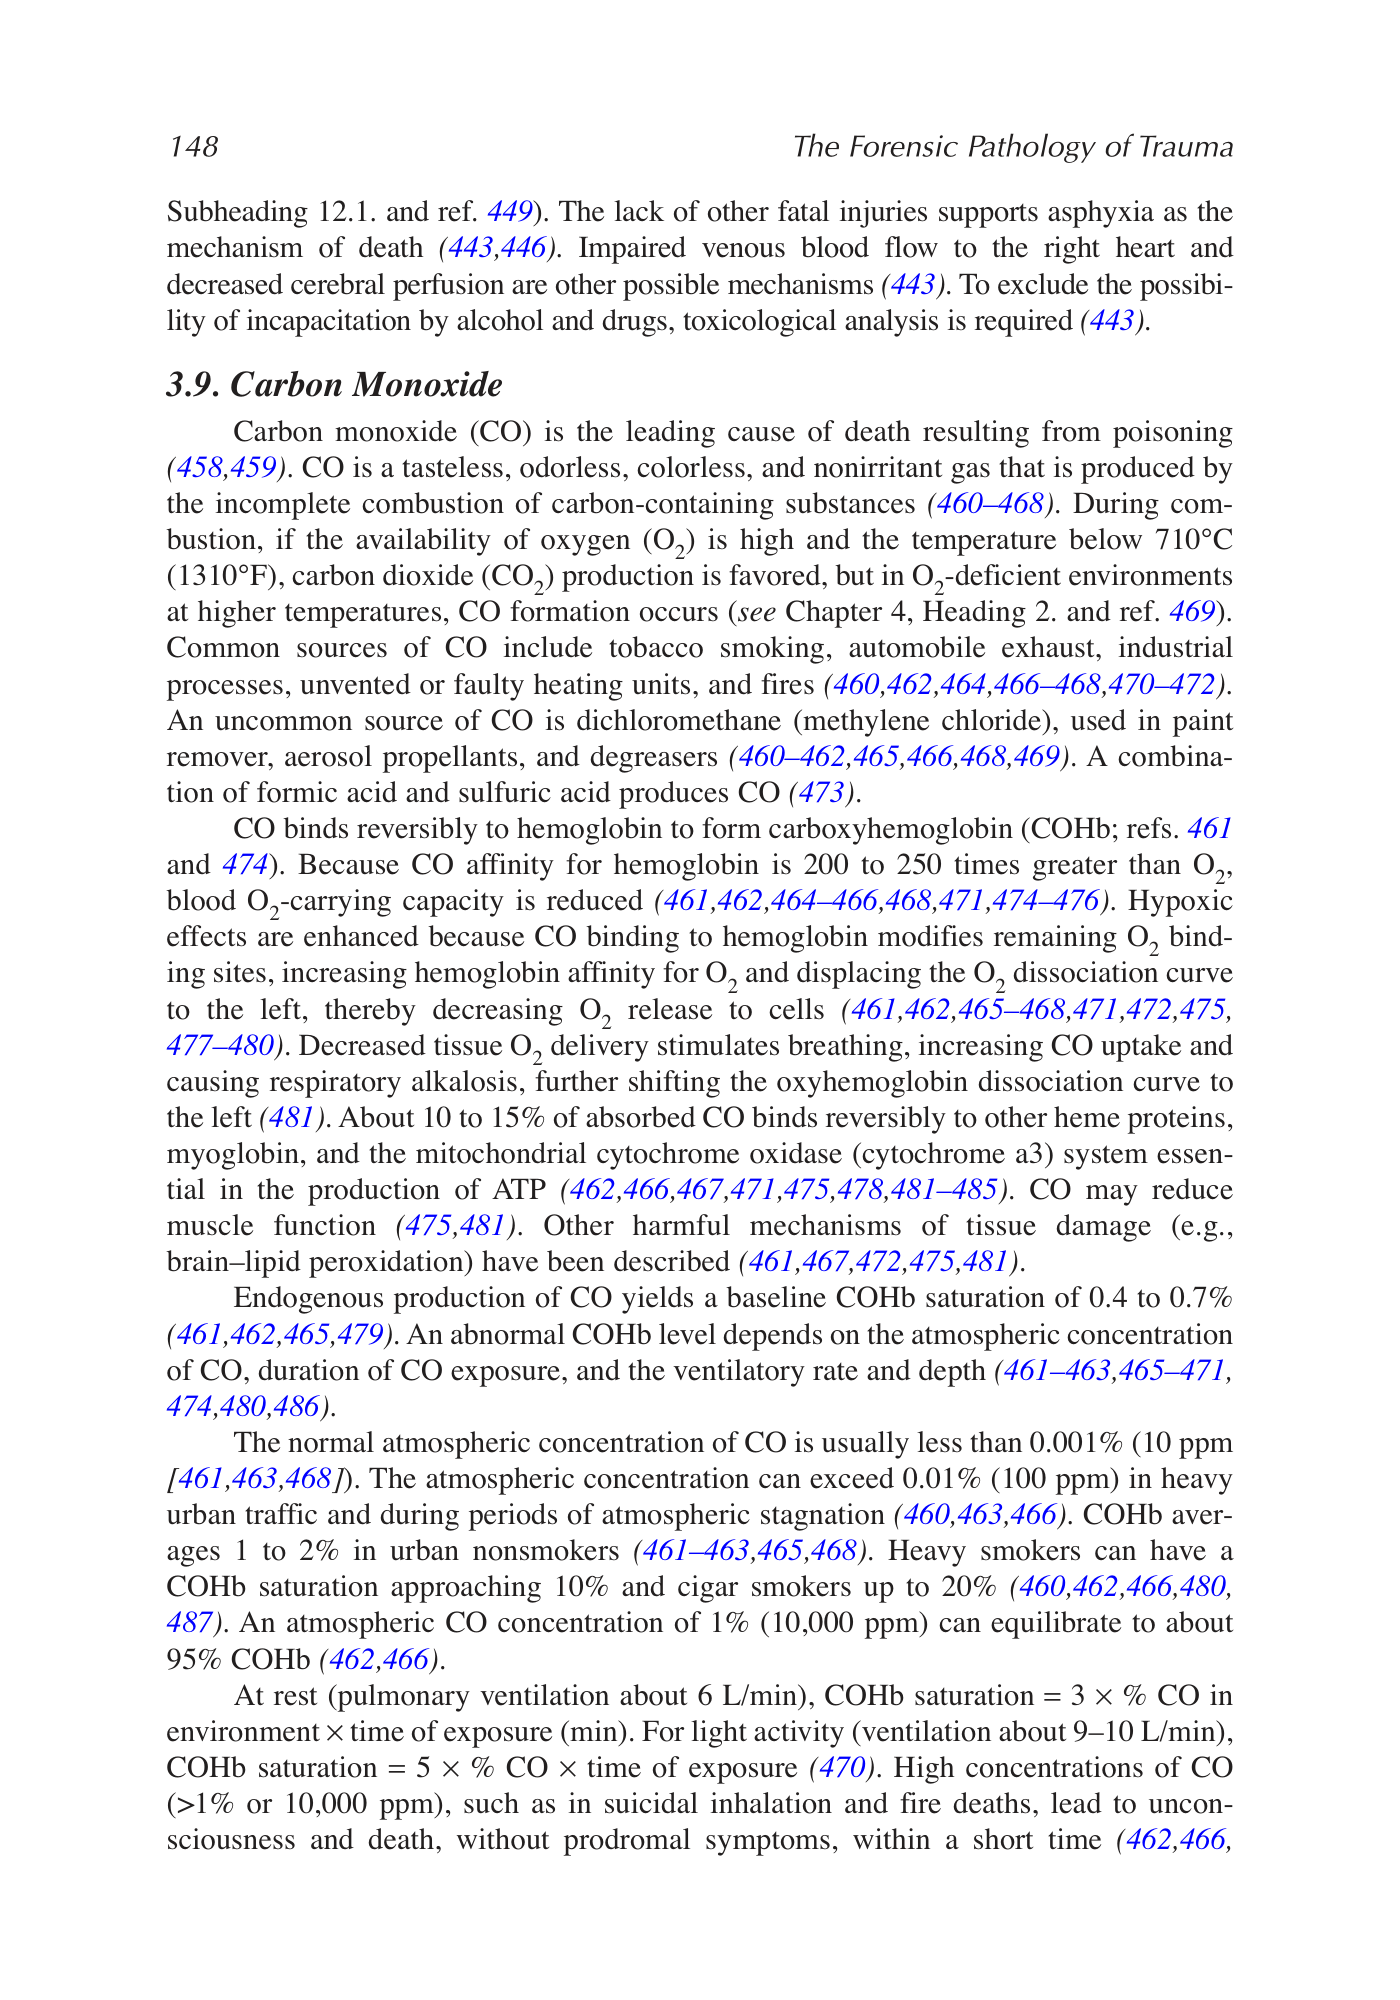 148 The Forensic Pathology of Trauma
Subheading 12.1. and ref. 449). The lack of other fatal injuries supports asphyxia as the
mechanism of death (443,446). Impaired venous blood flow to the right heart and
decreased cerebral perfusion are other possible mechanisms (443). To exclude the possibi-
lity of incapacitation by alcohol and drugs, toxicological analysis is required (443).
3.9. Carbon Monoxide
Carbon monoxide (CO) is the leading cause of death resulting from poisoning
(458,459). CO is a tasteless, odorless, colorless, and nonirritant gas that is produced by
the incomplete combustion of carbon-containing substances (460–468). During com-
bustion, if the availability of oxygen (O2) is high and the temperature below 710°C
(1310°F), carbon dioxide (CO2) production is favored, but in O2-deficient environments
at higher temperatures, CO formation occurs (see Chapter 4, Heading 2. and ref. 469).
Common sources of CO include tobacco smoking, automobile exhaust, industrial
processes, unvented or faulty heating units, and fires (460,462,464,466–468,470–472).
An uncommon source of CO is dichloromethane (methylene chloride), used in paint
remover, aerosol propellants, and degreasers (460–462,465,466,468,469). A combina-
tion of formic acid and sulfuric acid produces CO (473).
CO binds reversibly to hemoglobin to form carboxyhemoglobin (COHb; refs. 461
and 474). Because CO affinity for hemoglobin is 200 to 250 times greater than O2,
blood O2-carrying capacity is reduced (461,462,464–466,468,471,474–476). Hypoxic
effects are enhanced because CO binding to hemoglobin modifies remaining O2 bind-
ing sites, increasing hemoglobin affinity for O2 and displacing the O2 dissociation curve
to the left, thereby decreasing O2 release to cells (461,462,465–468,471,472,475,
477–480). Decreased tissue O2 delivery stimulates breathing, increasing CO uptake and
causing respiratory alkalosis, further shifting the oxyhemoglobin dissociation curve to
the left (481). About 10 to 15% of absorbed CO binds reversibly to other heme proteins,
myoglobin, and the mitochondrial cytochrome oxidase (cytochrome a3) system essen-
tial in the production of ATP (462,466,467,471,475,478,481–485). CO may reduce
muscle function (475,481). Other harmful mechanisms of tissue damage (e.g.,
brain–lipid peroxidation) have been described (461,467,472,475,481).
Endogenous production of CO yields a baseline COHb saturation of 0.4 to 0.7%
(461,462,465,479). An abnormal COHb level depends on the atmospheric concentration
of CO, duration of CO exposure, and the ventilatory rate and depth (461–463,465–471,
474,480,486).
The normal atmospheric concentration of CO is usually less than 0.001% (10 ppm
[461,463,468]). The atmospheric concentration can exceed 0.01% (100 ppm) in heavy
urban traffic and during periods of atmospheric stagnation (460,463,466). COHb aver-
ages 1 to 2% in urban nonsmokers (461–463,465,468). Heavy smokers can have a
COHb saturation approaching 10% and cigar smokers up to 20% (460,462,466,480,
487). An atmospheric CO concentration of 1% (10,000 ppm) can equilibrate to about
95% COHb (462,466).
At rest (pulmonary ventilation about 6 L/min), COHb saturation = 3 × % CO in
environment × time of exposure (min). For light activity (ventilation about 9–10 L/min),
COHb saturation = 5 × % CO × time of exposure (470). High concentrations of CO
(>1% or 10,000 ppm), such as in suicidal inhalation and fire deaths, lead to uncon-
sciousness and death, without prodromal symptoms, within a short time (462,466,